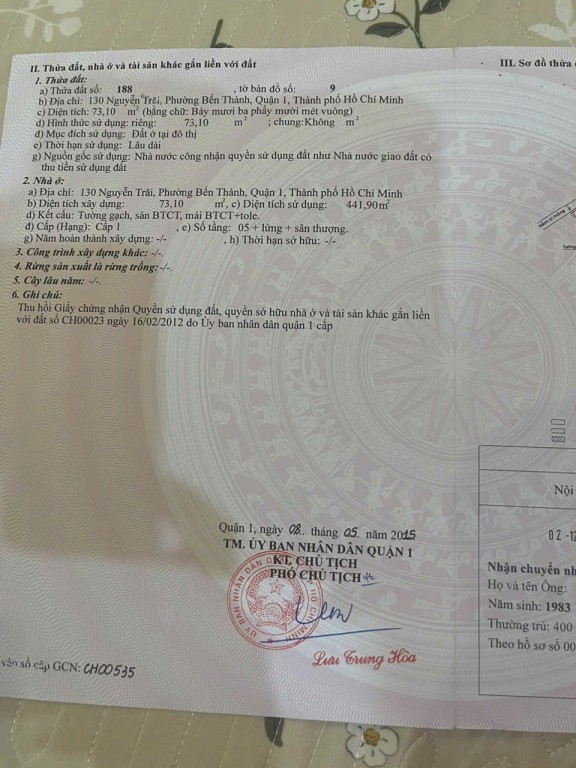 II. Thửa đất, nhà ở và tài sản khác gắn liền với đất
1. Thửa đất:
a) Thửa đất số: 188 , tờ bản đồ số: 9
b) Địa chỉ: 130 Nguyễn Trãi, Phường Bến Thành, Quận 1, Thành phố Hồ Chí Minh
c) Diện tích: 73,10 m² (bằng chữ: Bảy mươi ba phẩy mười mét vuông)
d) Hình thức sử dụng: riêng: 73,10 m² ; chung:Không m²
đ) Mục đích sử dụng: Đất ở tại đô thị
e) Thời hạn sử dụng: Lâu dài
g) Nguồn gốc sử dụng: Nhà nước công nhận quyền sử dụng đất như Nhà nước giao đất có
thu tiền sử dụng đất
2. Nhà ở:
a) Địa chỉ: 130 Nguyễn Trãi, Phường Bến Thành, Quận 1, Thành phố Hồ Chí Minh
b) Diện tích xây dựng: 73,10 m², c) Diện tích sử dụng: 441,90m²
d) Kết cấu: Tường gạch, sàn BTCT, mái BTCT+tole.
đ) Cấp (Hạng): Cấp 1 , e) Số tầng: 05 + lửng + sân thượng.
g) Năm hoàn thành xây dựng: -/- , h) Thời hạn sở hữu: -/-
3. Công trình xây dựng khác: -/-.
4. Rừng sản xuất là rừng trồng: -/-.
5. Cây lâu năm: -/-.
6. Ghi chú:
Thu hồi Giấy chứng nhận Quyền sử dụng đất, quyền sở hữu nhà ở và tài sản khác gắn liền
với đất số CH00023 ngày 16/02/2012 do Ủy ban nhân dân quận 1 cấp
Quận 1, ngày 08. tháng 05. năm 2015
TM. ỦY BAN NHÂN DÂN QUẬN 1
KT. CHỦ TỊCH
PHÓ CHỦ TỊCH
Lưu Trung Hòa
vào sổ cấp GCN: CH00535
III. Sơ đồ thửa
Nội
02-12
Nhận chuyển nh
Họ và tên Ông:
Năm sinh: 1983
Thường trú: 400
Theo hồ sơ số 00